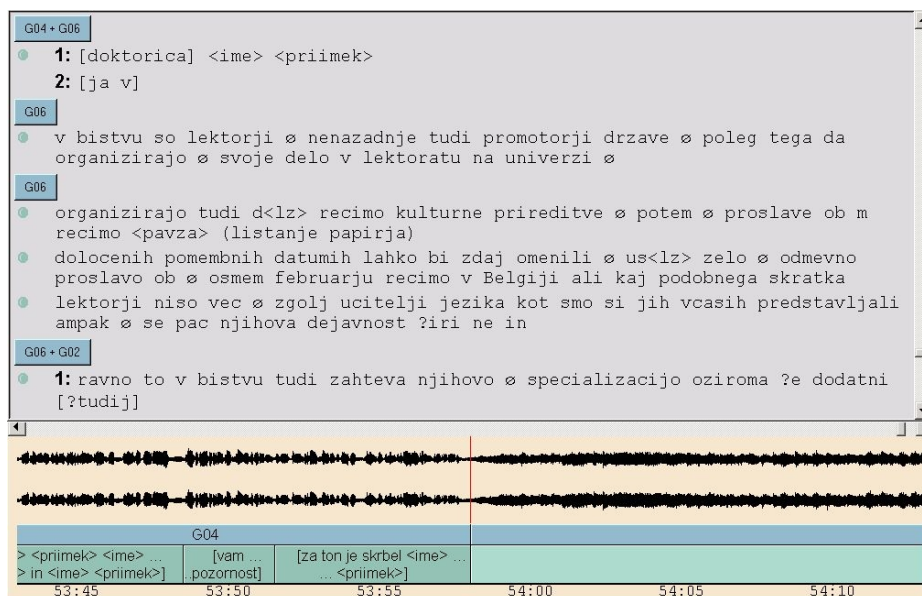 G04 + G06
1: [doktorica] <ime> <priimek>
2: [ja v]
G06
v bistvu so lektorji ø nenazadnje tudi promotorji drzave ø poleg tega da
organizirajo ø svoje delo v lektoratu na univerzi ø
G06
organizirajo tudi d<lz> recimo kulturne prireditve ø potem ø proslave ob m
recimo <pavza> (listanje papirja)
dolocenih pomembnih datumih lahko bi zdaj omenili ø us<lz> zelo ø odmevno
proslavo ob ø osmem februarju recimo v Belgiji ali kaj podobnega skratka
lektorji niso vec ø zgolj ucitelji jezika kot smo si jih vcasih predstavljali
ampak ø se pac njihova dejavnost ?iri ne in
G06 + G02
1: ravno to v bistvu tudi zahteva njihovo ø specializacijo oziroma ?e dodatni
[?tudij]
G04
> <priimek> <ime> ... [vam ... [za ton je skrbel <ime> ...
> in <ime> <priimek>] ..pozornost] ... <priimek>]
53:45 53:50 53:55 54:00 54:05 54:10